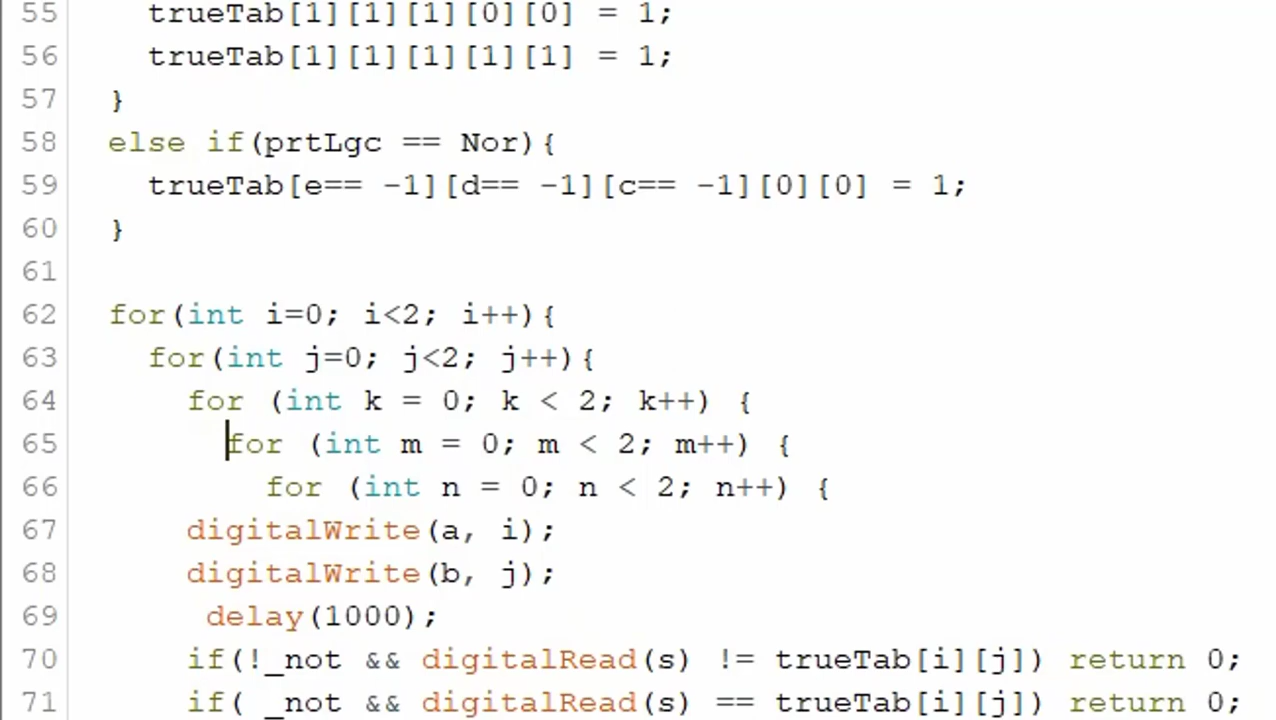 55 trueTab[1][1][1][0][0] = 1;
56 trueTab[1][1][1][1][1] = 1;
57 }
58 else if(prtLgc == Nor){
59 trueTab[e== -1][d== -1][c== -1][0][0] = 1;
60 }
61
62 for(int i=0; i<2; i++){
63 for(int j=0; j<2; j++){
64 for (int k = 0; k < 2; k++) {
65 for (int m = 0; m < 2; m++) {
66 for (int n = 0; n < 2; n++) {
67 digitalWrite(a, i);
68 digitalWrite(b, j);
69 delay(1000);
70 if(!_not && digitalRead(s) != trueTab[i][j]) return 0;
71 if( _not && digitalRead(s) == trueTab[i][j]) return 0;